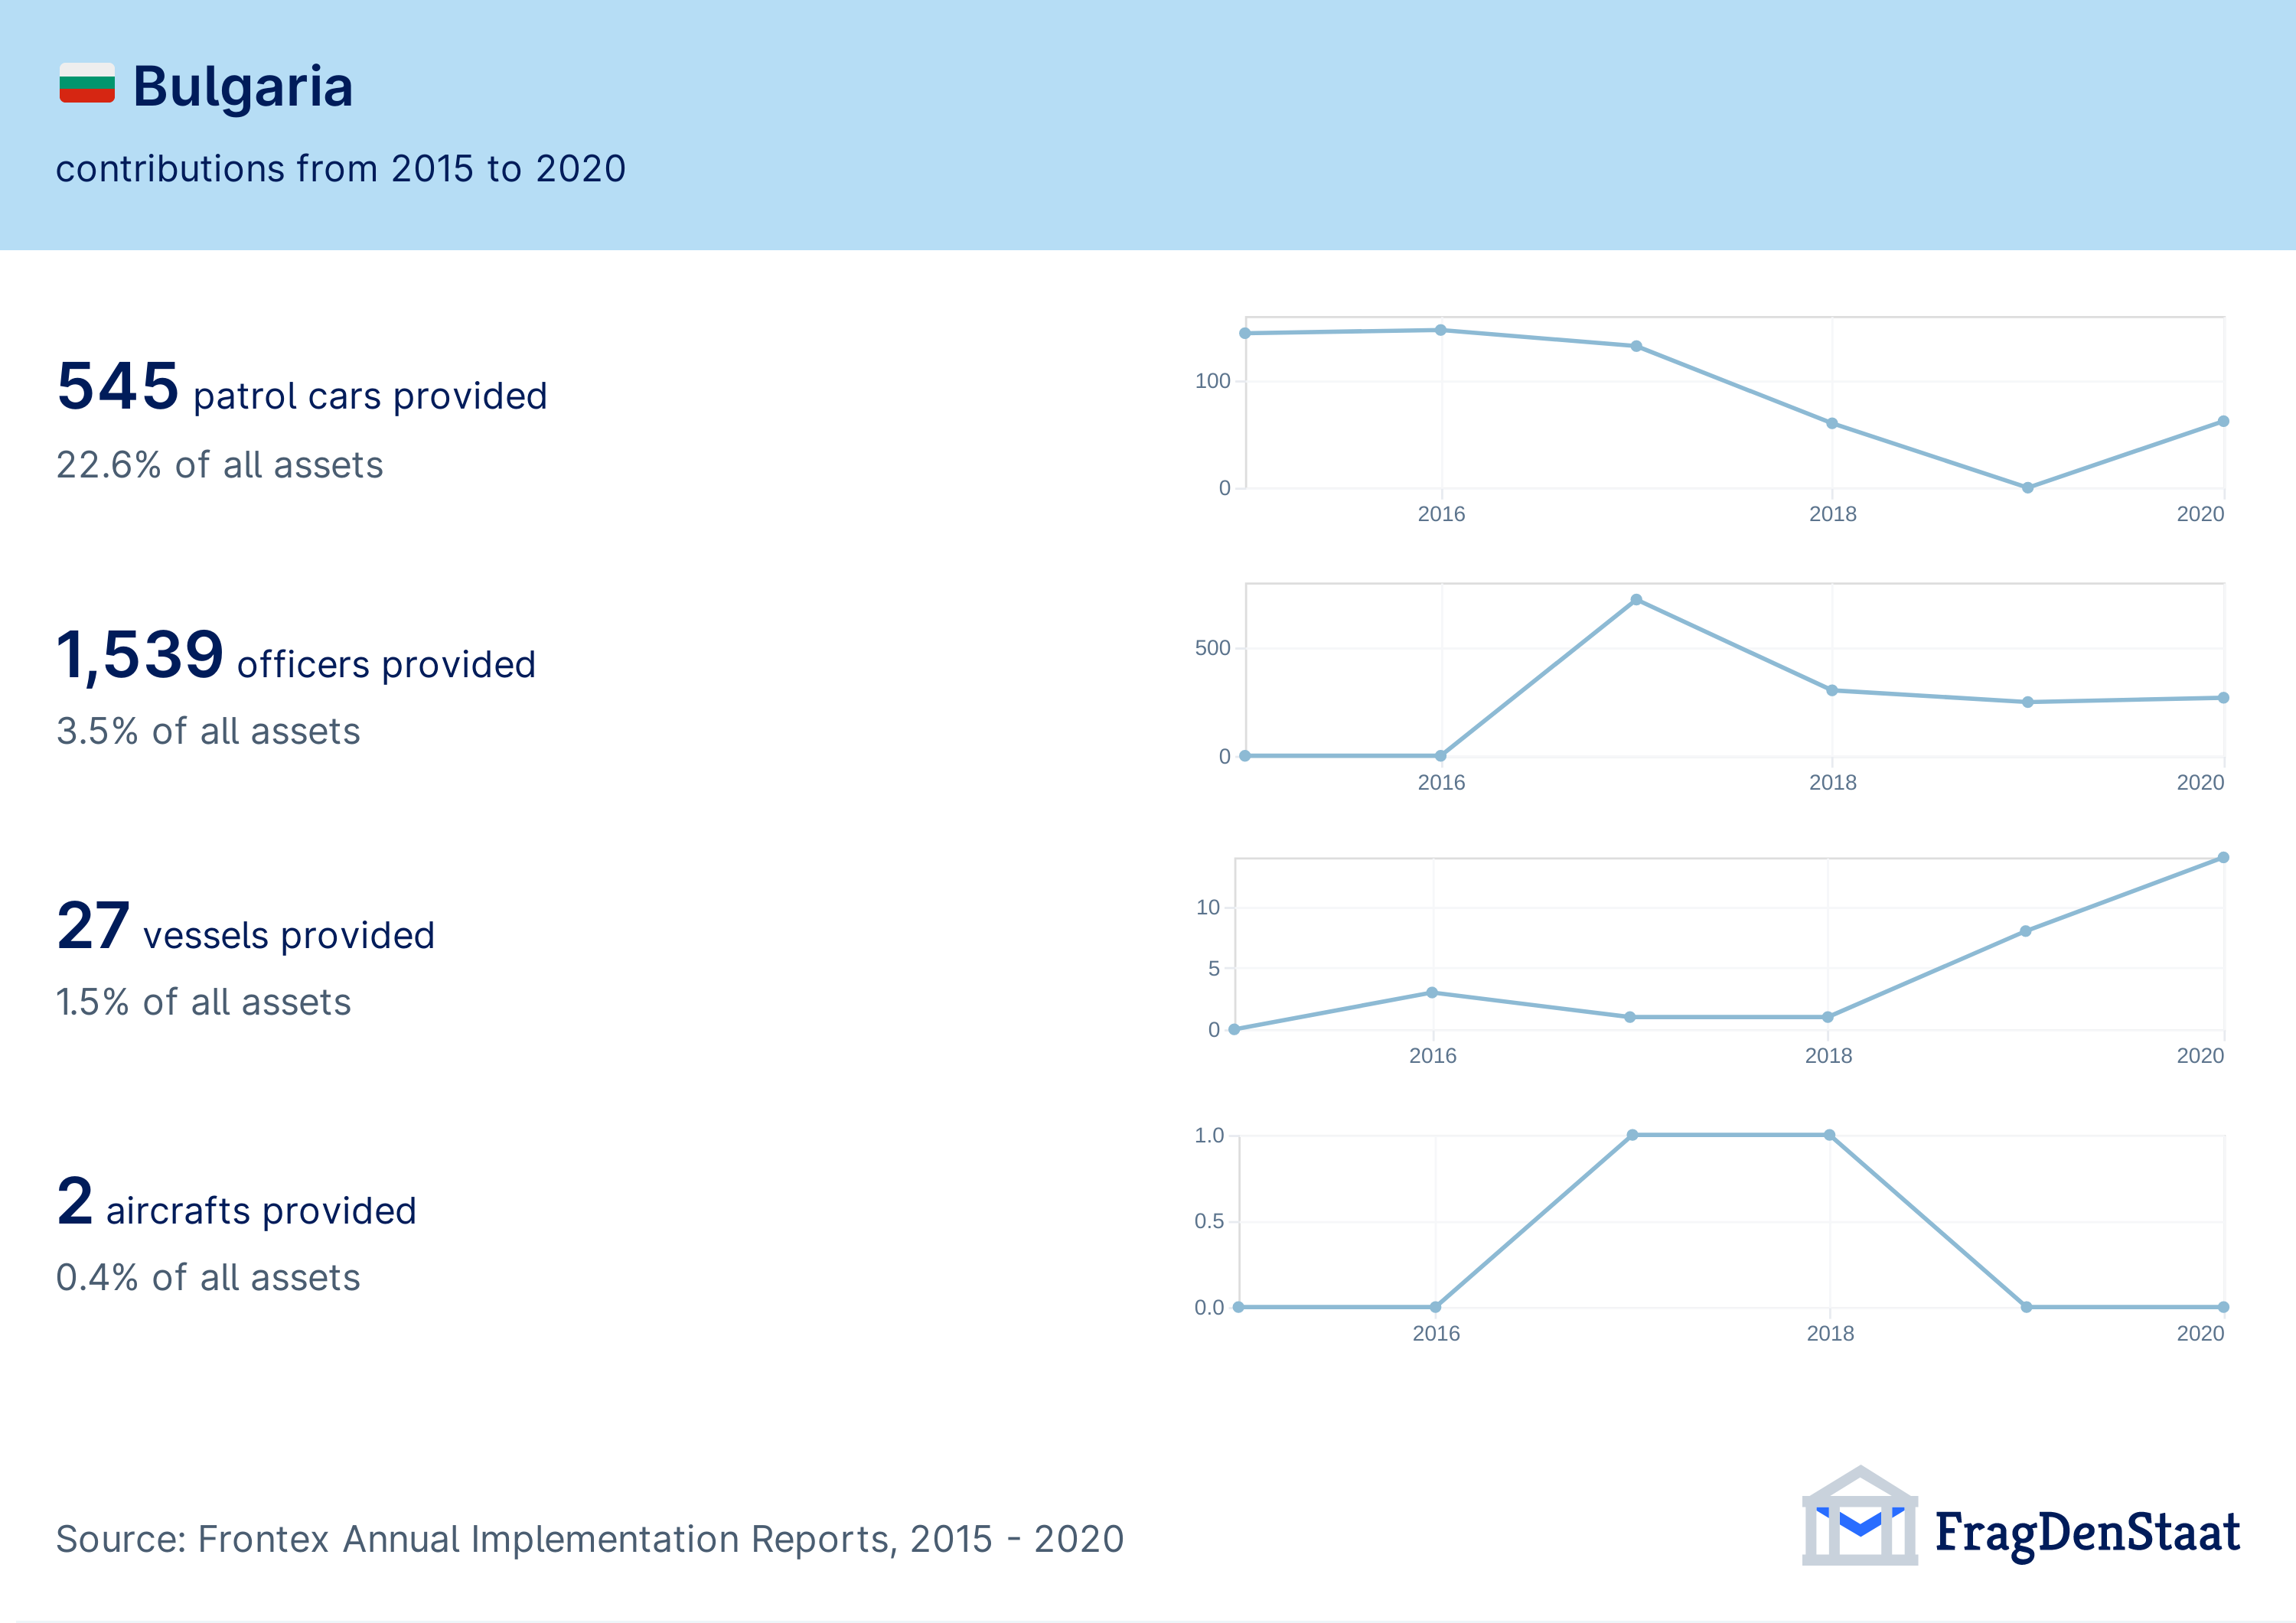 Bulgaria
contributions from 2015 to 2020
545 patrol cars provided
22.6% of all assets
100
0
2016 2018 2020
1,539 officers provided
3.5% of all assets
500
0
2016 2018 2020
27 vessels provided
1.5% of all assets
10
5
0
2016 2018 2020
2 aircrafts provided
0.4% of all assets
1.0
0.5
0.0
2016 2018 2020
Source: Frontex Annual Implementation Reports, 2015 - 2020
FragDenStaat